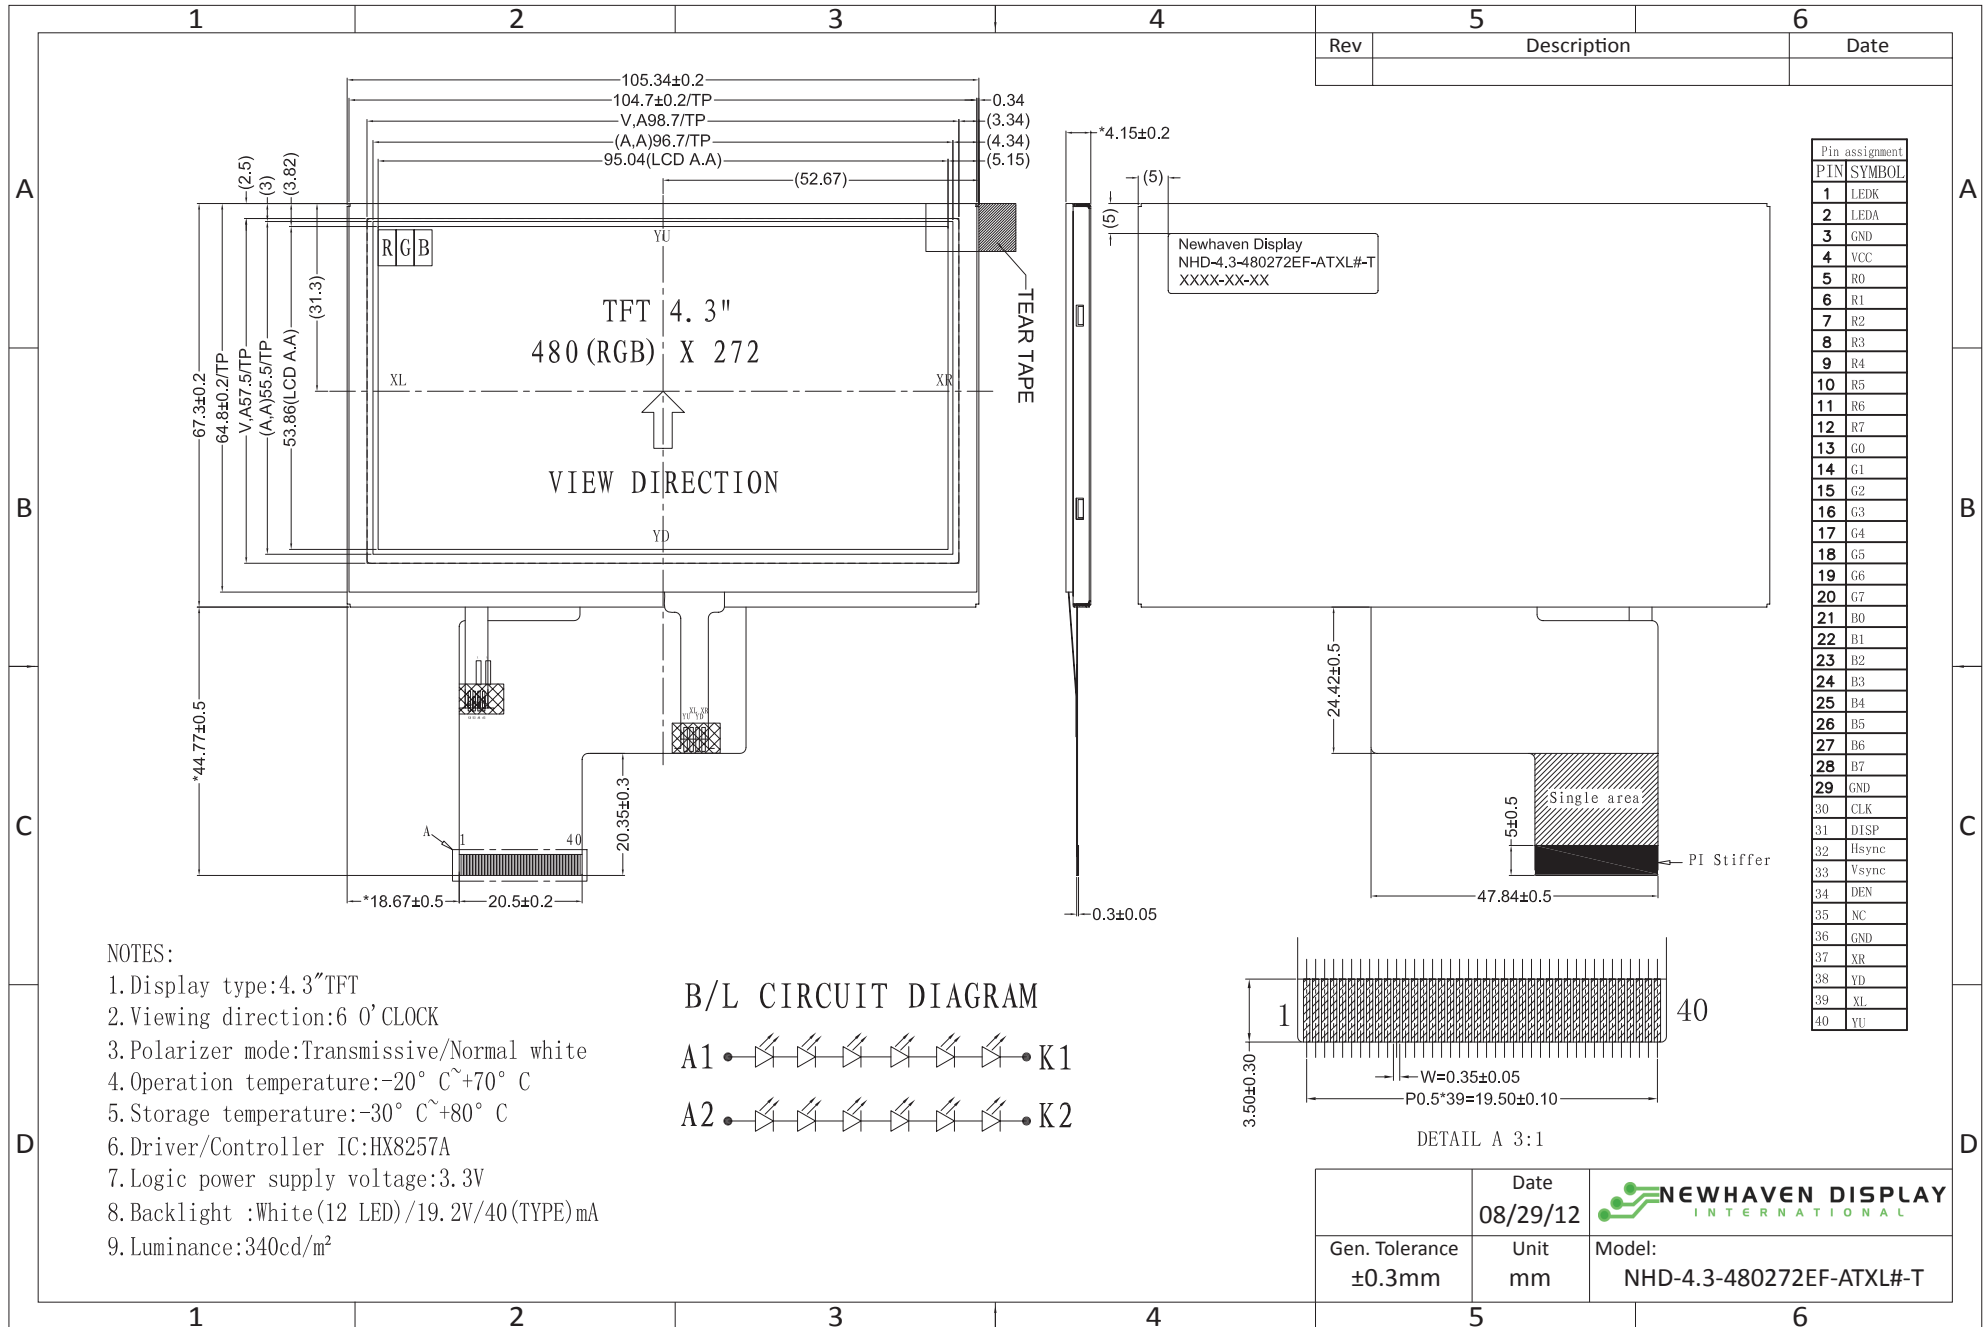 1 2 3 4 5 6
Rev Description Date
A
B
C
D
105.34±0.2
104.7±0.2/TP 0.34
V,A98.7/TP (3.34)
(A,A)96.7/TP (4.34)
95.04(LCD A.A) (5.15)
(52.67)
(2.5)
(3)
(3.82)
(31.3)
67.3±0.2
64.8±0.2/TP
V,A57.5/TP
(A,A)55.5/TP
53.86(LCD A.A)
R G B
YU
TFT 4.3"
480(RGB) X 272
XL XR
VIEW DIRECTION
YD
TEAR TAPE
*44.77±0.5
YU XL YD XR
20.35±0.3
A
1 40
*18.67±0.5 20.5±0.2
*4.15±0.2
0.3±0.05
(5)
(5)
Newhaven Display
NHD-4.3-480272EF-ATXL#-T
XXXX-XX-XX
24.42±0.5
Single area
5±0.5
PI Stiffer
47.84±0.5
Pin assignment
PIN SYMBOL
1 LEDK
2 LEDA
3 GND
4 VCC
5 R0
6 R1
7 R2
8 R3
9 R4
10 R5
11 R6
12 R7
13 G0
14 G1
15 G2
16 G3
17 G4
18 G5
19 G6
20 G7
21 B0
22 B1
23 B2
24 B3
25 B4
26 B5
27 B6
28 B7
29 GND
30 CLK
31 DISP
32 Hsync
33 Vsync
34 DEN
35 NC
36 GND
37 XR
38 YD
39 XL
40 YU
A
B
C
D
NOTES:
1.Display type:4.3"TFT
2.Viewing direction:6 O'CLOCK
3.Polarizer mode:Transmissive/Normal white
4.Operation temperature:-20° C~+70° C
5.Storage temperature:-30° C~+80° C
6.Driver/Controller IC:HX8257A
7.Logic power supply voltage:3.3V
8.Backlight :White(12 LED)/19.2V/40(TYPE)mA
9.Luminance:340cd/m²
B/L CIRCUIT DIAGRAM
A1 K1
A2 K2
1 40
3.50±0.30
W=0.35±0.05
P0.5*39=19.50±0.10
DETAIL A 3:1
Date
08/29/12
NEWHAVEN DISPLAY
INTERNATIONAL
Gen. Tolerance
±0.3mm
Unit
mm
Model:
NHD-4.3-480272EF-ATXL#-T
1 2 3 4 5 6